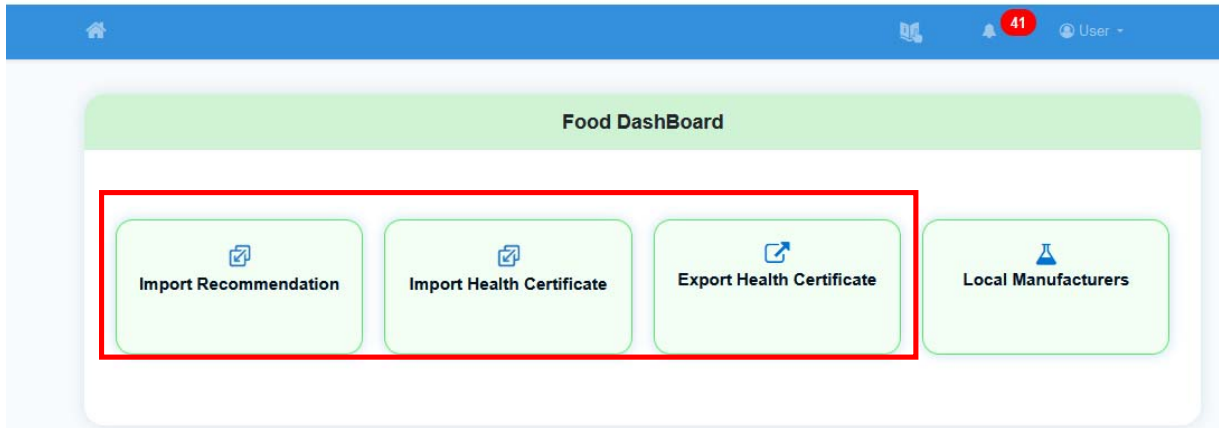 41
User
Food DashBoard
Import Recommendation
Import Health Certificate
Export Health Certificate
Local Manufacturers